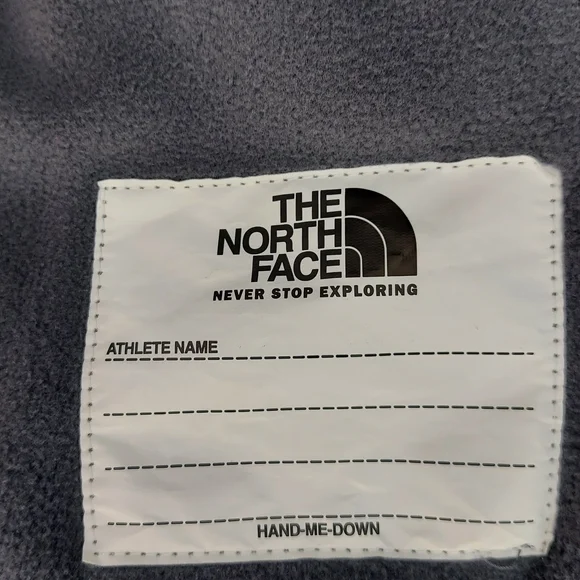 THE
NORTH
FACE
NEVER STOP EXPLORING
ATHLETE NAME
HAND-ME-DOWN